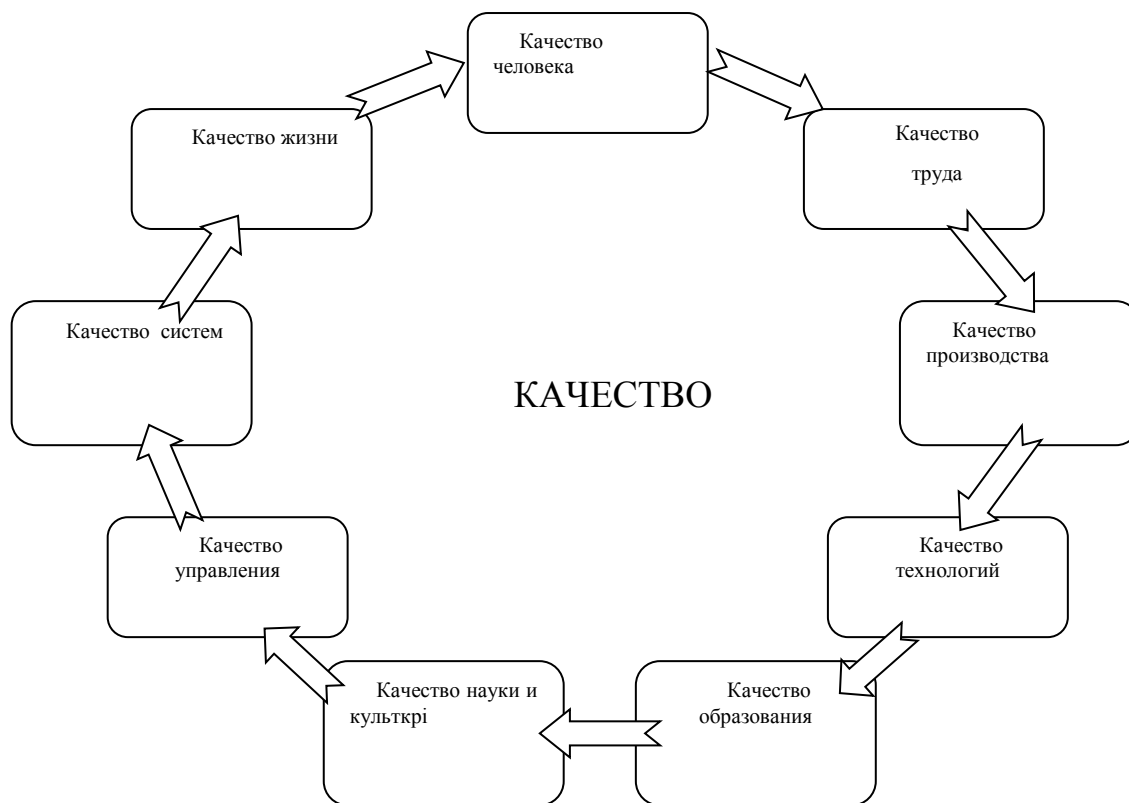 Качество
человека
Качество
труда
Качество
производства
Качество
технологий
Качество
образования
Качество науки и
культкрі
Качество
управления
Качество  систем
Качество жизни
КАЧЕСТВО